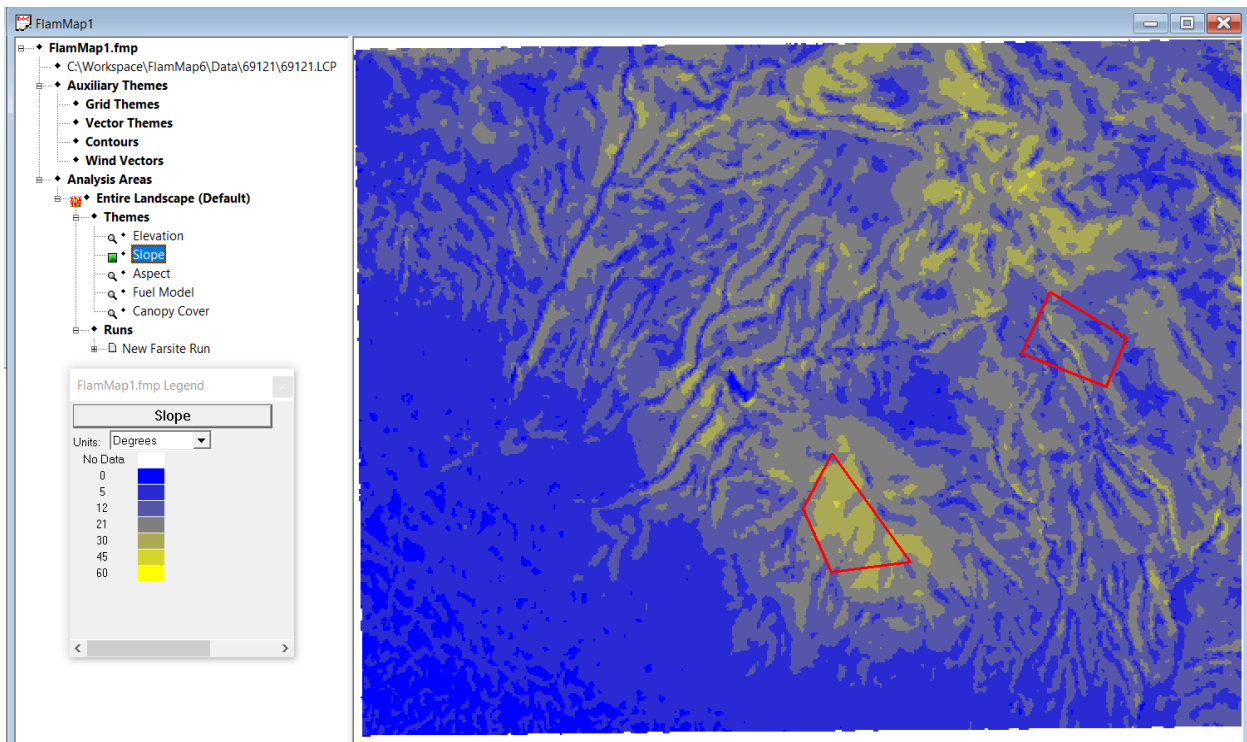 FlamMap1
FlamMap1.fmp
C:\Workspace\FlamMap6\Data\69121\69121.LCP
Auxiliary Themes
Grid Themes
Vector Themes
Contours
Wind Vectors
Analysis Areas
Entire Landscape (Default)
Themes
Elevation
Slope
Aspect
Fuel Model
Canopy Cover
Runs
New Farsite Run
FlamMap1.fmp Legend
Slope
Units: Degrees
No Data
0
5
12
21
30
45
60